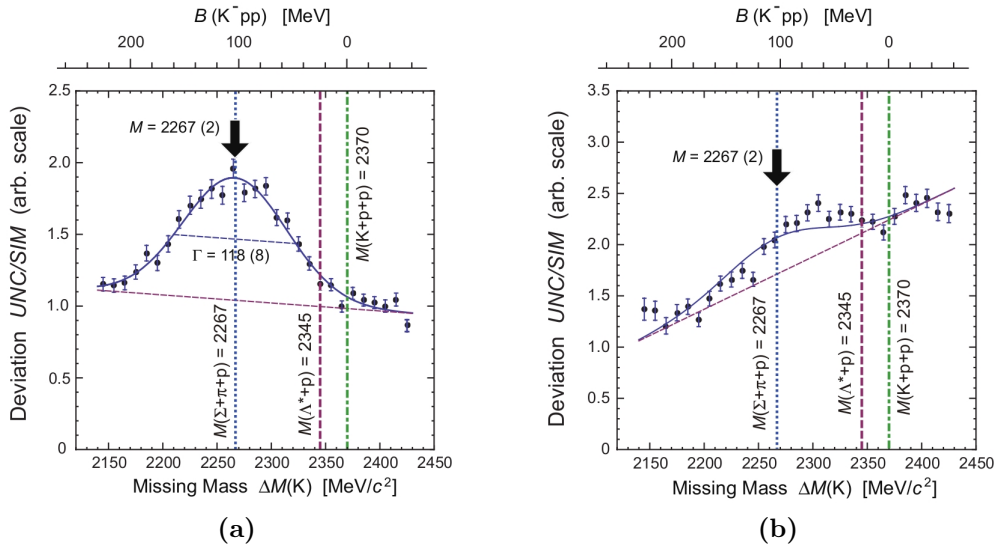 B (K⁻pp) [MeV]
200 100 0
2.5
2.0
1.5
1.0
0.5
0
Deviation UNC/SIM (arb. scale)
M = 2267 (2)
Γ = 118 (8)
M(Σ+π+p) = 2267
M(Λ*+p) = 2345
M(K+p+p) = 2370
2150 2200 2250 2300 2350 2400 2450
Missing Mass ΔM(K) [MeV/c²]
(a)
B (K⁻pp) [MeV]
200 100 0
3.5
3.0
2.5
2.0
1.5
1.0
0.5
0
Deviation UNC/SIM (arb. scale)
M = 2267 (2)
M(Σ+π+p) = 2267
M(Λ*+p) = 2345
M(K+p+p) = 2370
2150 2200 2250 2300 2350 2400 2450
Missing Mass ΔM(K) [MeV/c²]
(b)